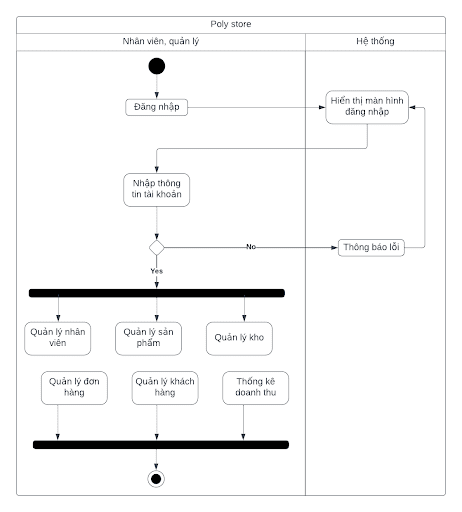 Poly store
Nhân viên, quản lý
Hệ thống
Đăng nhập
Hiển thị màn hình
đăng nhập
Nhập thông
tin tài khoản
No
Thông báo lỗi
Yes
Quản lý nhân
viên
Quản lý sản
phẩm
Quản lý kho
Quản lý đơn
hàng
Quản lý khách
hàng
Thống kê
doanh thu